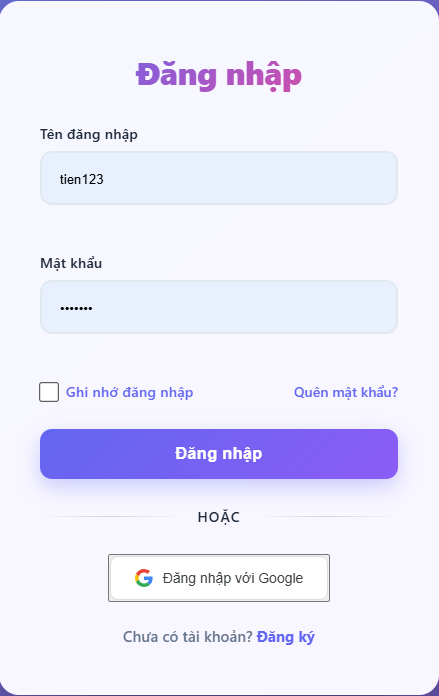 Đăng nhập
Tên đăng nhập
tien123
Mật khẩu
•••••••
Ghi nhớ đăng nhập
Quên mật khẩu?
Đăng nhập
HOẶC
Đăng nhập với Google
Chưa có tài khoản? Đăng ký